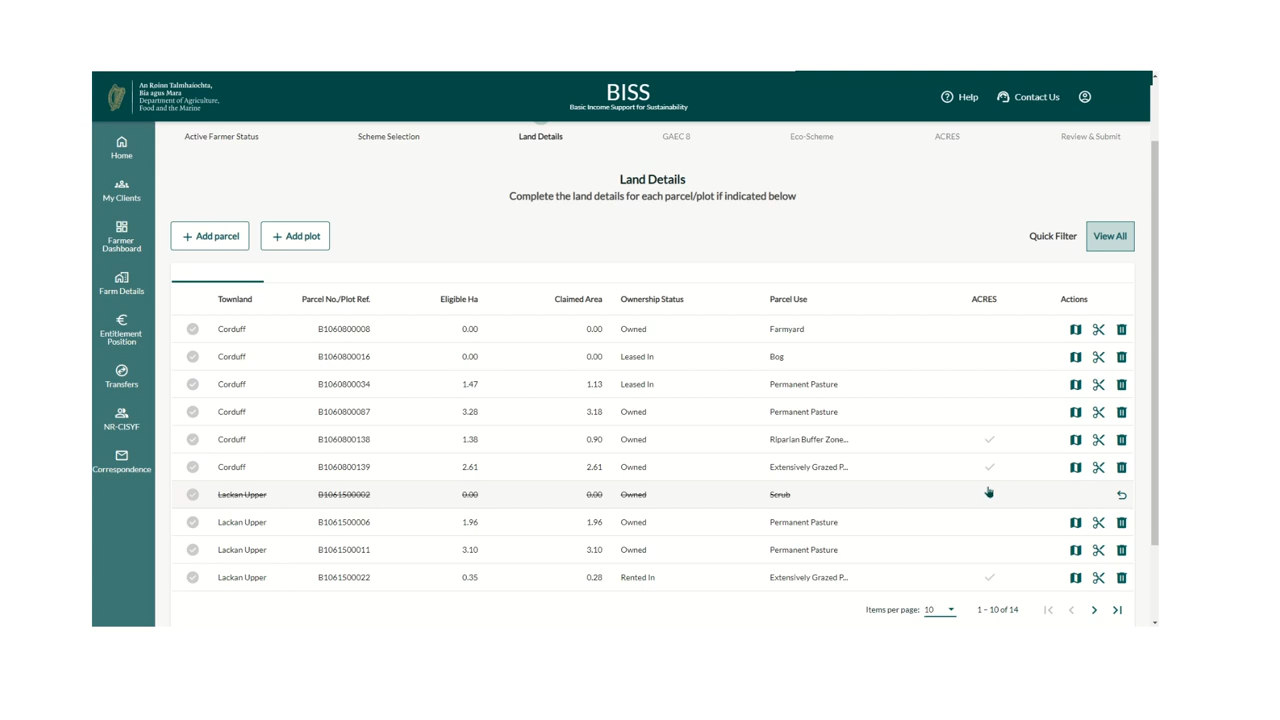 An Roinn Talmhaíochta,
Bia agus Mara
Department of Agriculture,
Food and the Marine
BISS
Basic Income Support for Sustainability
Help
Contact Us
Home
My Clients
Farmer
Dashboard
Farm Details
Entitlement
Position
Transfers
NR-CISYF
Correspondence
Active Farmer Status Scheme Selection Land Details GAEC 8 Eco-Scheme ACRES Review & Submit
Land Details
Complete the land details for each parcel/plot if indicated below
+ Add parcel + Add plot Quick Filter View All
Townland Parcel No./Plot Ref. Eligible Ha Claimed Area Ownership Status Parcel Use ACRES Actions
Corduff B1060800008 0.00 0.00 Owned Farmyard
Corduff B1060800016 0.00 0.00 Leased In Bog
Corduff B1060800034 1.47 1.13 Leased In Permanent Pasture
Corduff B1060800087 3.28 3.18 Owned Permanent Pasture
Corduff B1060800138 1.38 0.90 Owned Riparian Buffer Zone...
Corduff B1060800139 2.61 2.61 Owned Extensively Grazed P...
Lackan Upper B1061500002 0.00 0.00 Owned Scrub
Lackan Upper B1061500006 1.96 1.96 Owned Permanent Pasture
Lackan Upper B1061500011 3.10 3.10 Owned Permanent Pasture
Lackan Upper B1061500022 0.35 0.28 Rented In Extensively Grazed P...
Items per page: 10 1 – 10 of 14